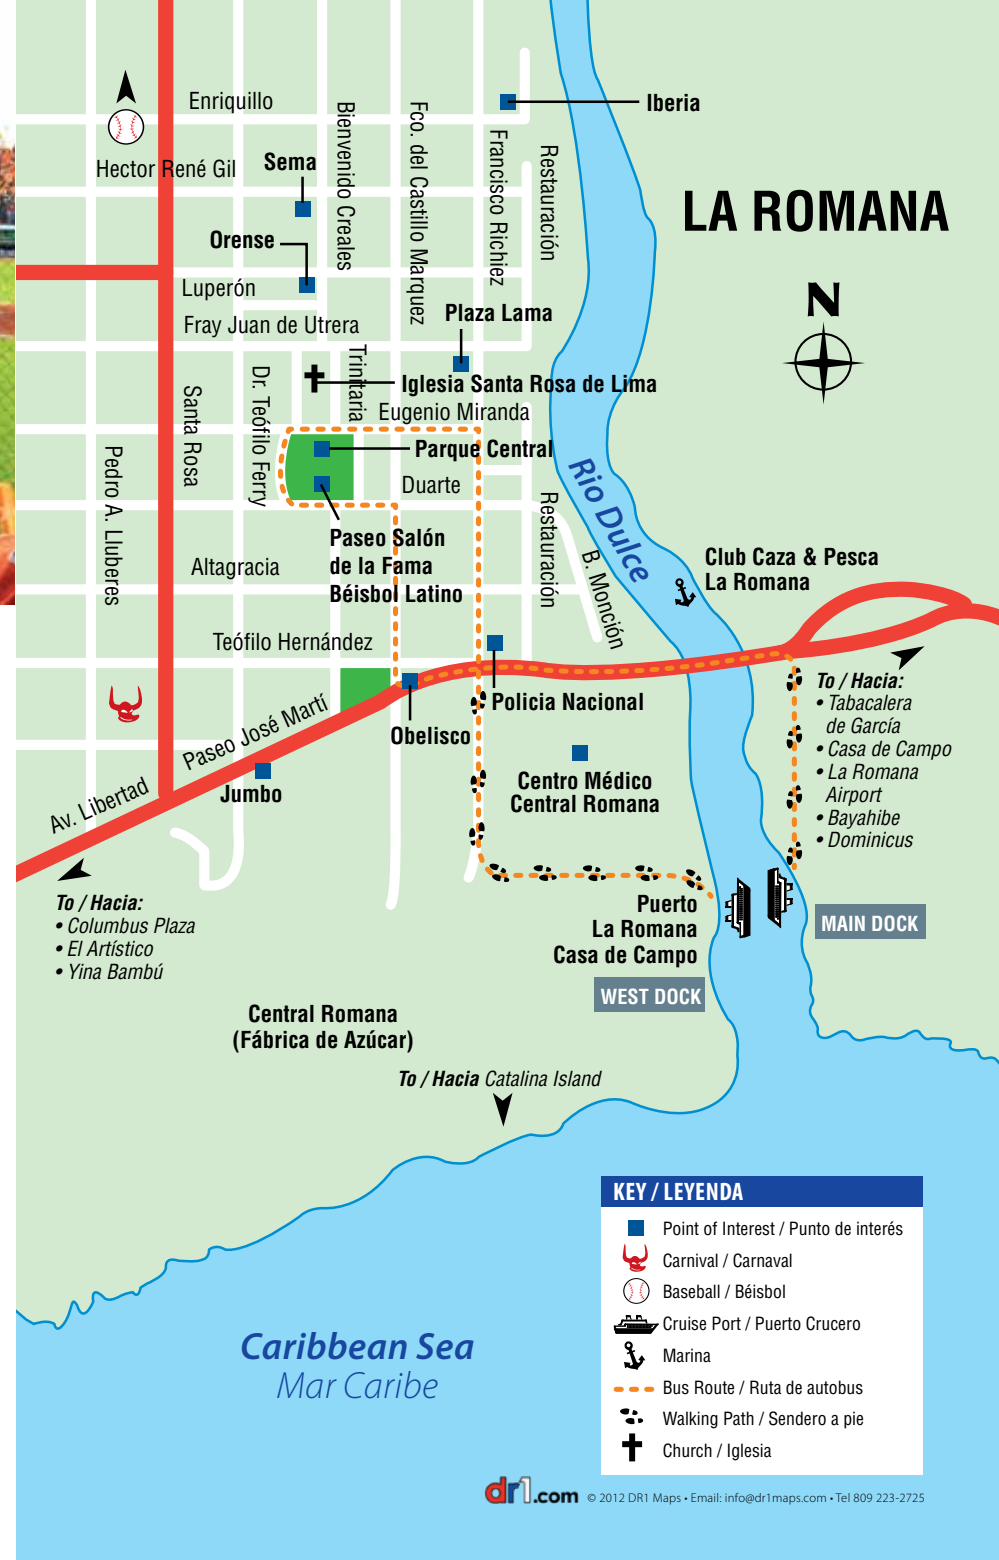 Enriquillo
Iberia
Hector René Gil
Sema
Bienvenido Creales
Fco. del Castillo Marquez
Francisco Richiez
Restauración
LA ROMANA
Orense
Luperón
N
Fray Juan de Utrera
Plaza Lama
Trinitaria
Iglesia Santa Rosa de Lima
Dr. Teófilo Ferry
Santa Rosa
Eugenio Miranda
Parque Central
Pedro A. Lluberes
Duarte
Rio Dulce
Restauración
Paseo Salón
de la Fama
Béisbol Latino
B. Monción
Club Caza & Pesca
La Romana
Altagracia
Teófilo Hernández
Policia Nacional
Paseo José Martí
Obelisco
To / Hacia:
• Tabacalera
de García
• Casa de Campo
• La Romana
Airport
• Bayahibe
• Dominicus
Centro Médico
Central Romana
Jumbo
Av. Libertad
To / Hacia:
• Columbus Plaza
• El Artístico
• Yina Bambú
Puerto
La Romana
Casa de Campo
MAIN DOCK
WEST DOCK
Central Romana
(Fábrica de Azúcar)
To / Hacia Catalina Island
KEY / LEYENDA
Point of Interest / Punto de interés
Carnival / Carnaval
Baseball / Béisbol
Cruise Port / Puerto Crucero
Marina
Bus Route / Ruta de autobus
Walking Path / Sendero a pie
Church / Iglesia
Caribbean Sea
Mar Caribe
dr1.com © 2012 DR1 Maps • Email: info@dr1maps.com • Tel 809 223-2725